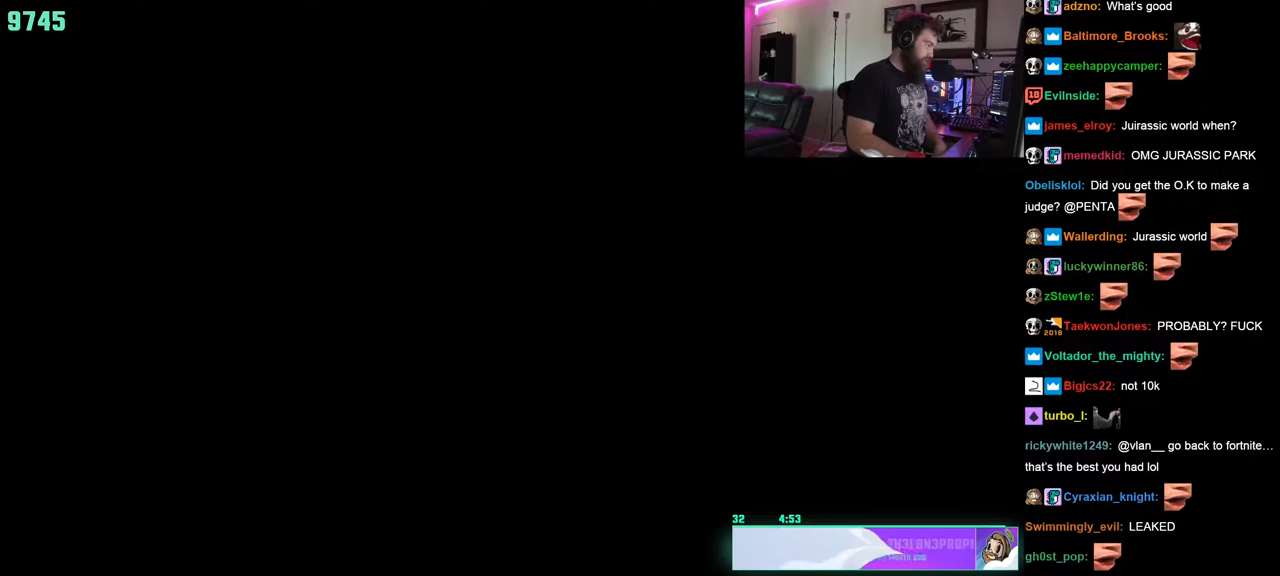 9745
adzno: What's good
Baltimore_Brooks:
zeehappycamper:
EvilInside:
james_elroy: Juirassic world when?
memedkid: OMG JURASSIC PARK
Obelisklol: Did you get the O.K to make a
judge? @PENTA
Wallerding: Jurassic world
luckywinner86:
zStew1e:
TaekwonJones: PROBABLY? FUCK
2018
Voltador_the_mighty:
Bigjcs22: not 10k
turbo_l:
rickywhite1249: @vlan__ go back to fortnite…
that's the best you had lol
Cyraxian_knight:
Swimmingly_evil: LEAKED
gh0st_pop:
32 4:53